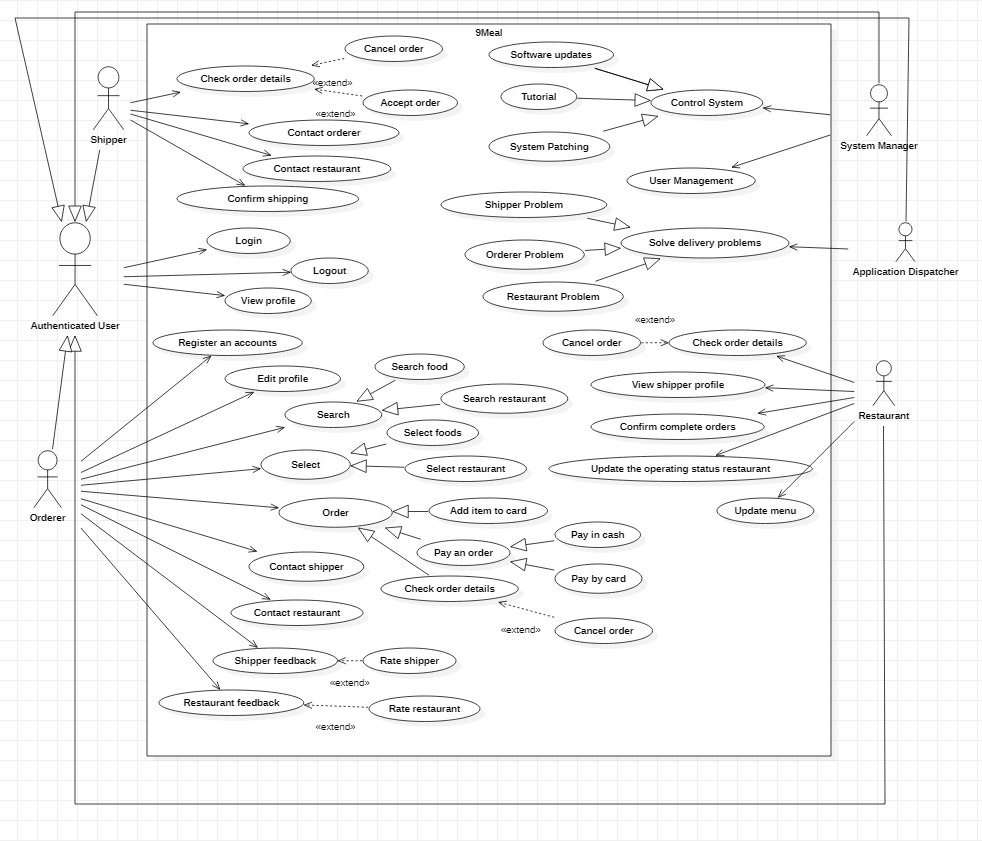 9Meal
Cancel order
Software updates
Check order details
«extend»
Tutorial
Accept order
Control System
«extend»
Contact orderer
Shipper
System Patching
System Manager
Contact restaurant
User Management
Confirm shipping
Shipper Problem
Login
Solve delivery problems
Orderer Problem
Logout
Application Dispatcher
View profile
Restaurant Problem
Authenticated User
«extend»
Register an accounts
Cancel order
Check order details
Search food
Edit profile
View shipper profile
Search restaurant
Search
Restaurant
Select foods
Confirm complete orders
Select
Select restaurant
Update the operating status restaurant
Order
Add item to card
Update menu
Orderer
Pay in cash
Pay an order
Contact shipper
Pay by card
Check order details
Contact restaurant
«extend»
Cancel order
Shipper feedback
Rate shipper
«extend»
Restaurant feedback
Rate restaurant
«extend»